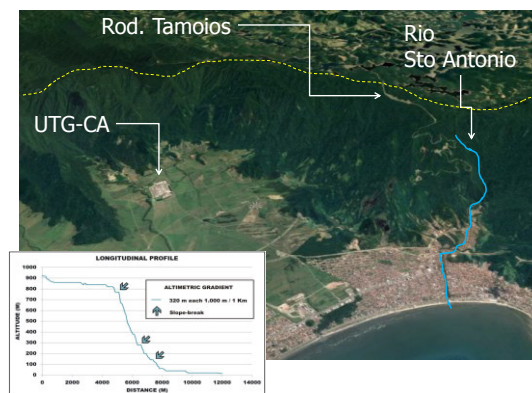 Rod. Tamoios
Rio
Sto Antonio
UTG-CA
LONGITUDINAL PROFILE
ALTITUDE (M)
1000
900
800
700
600
500
400
300
200
100
0
ALTIMETRIC GRADIENT
320 m each 1,000 m / 1 Km
Slope-break
0
2000
4000
6000
8000
10000
12000
14000
DISTANCE (M)